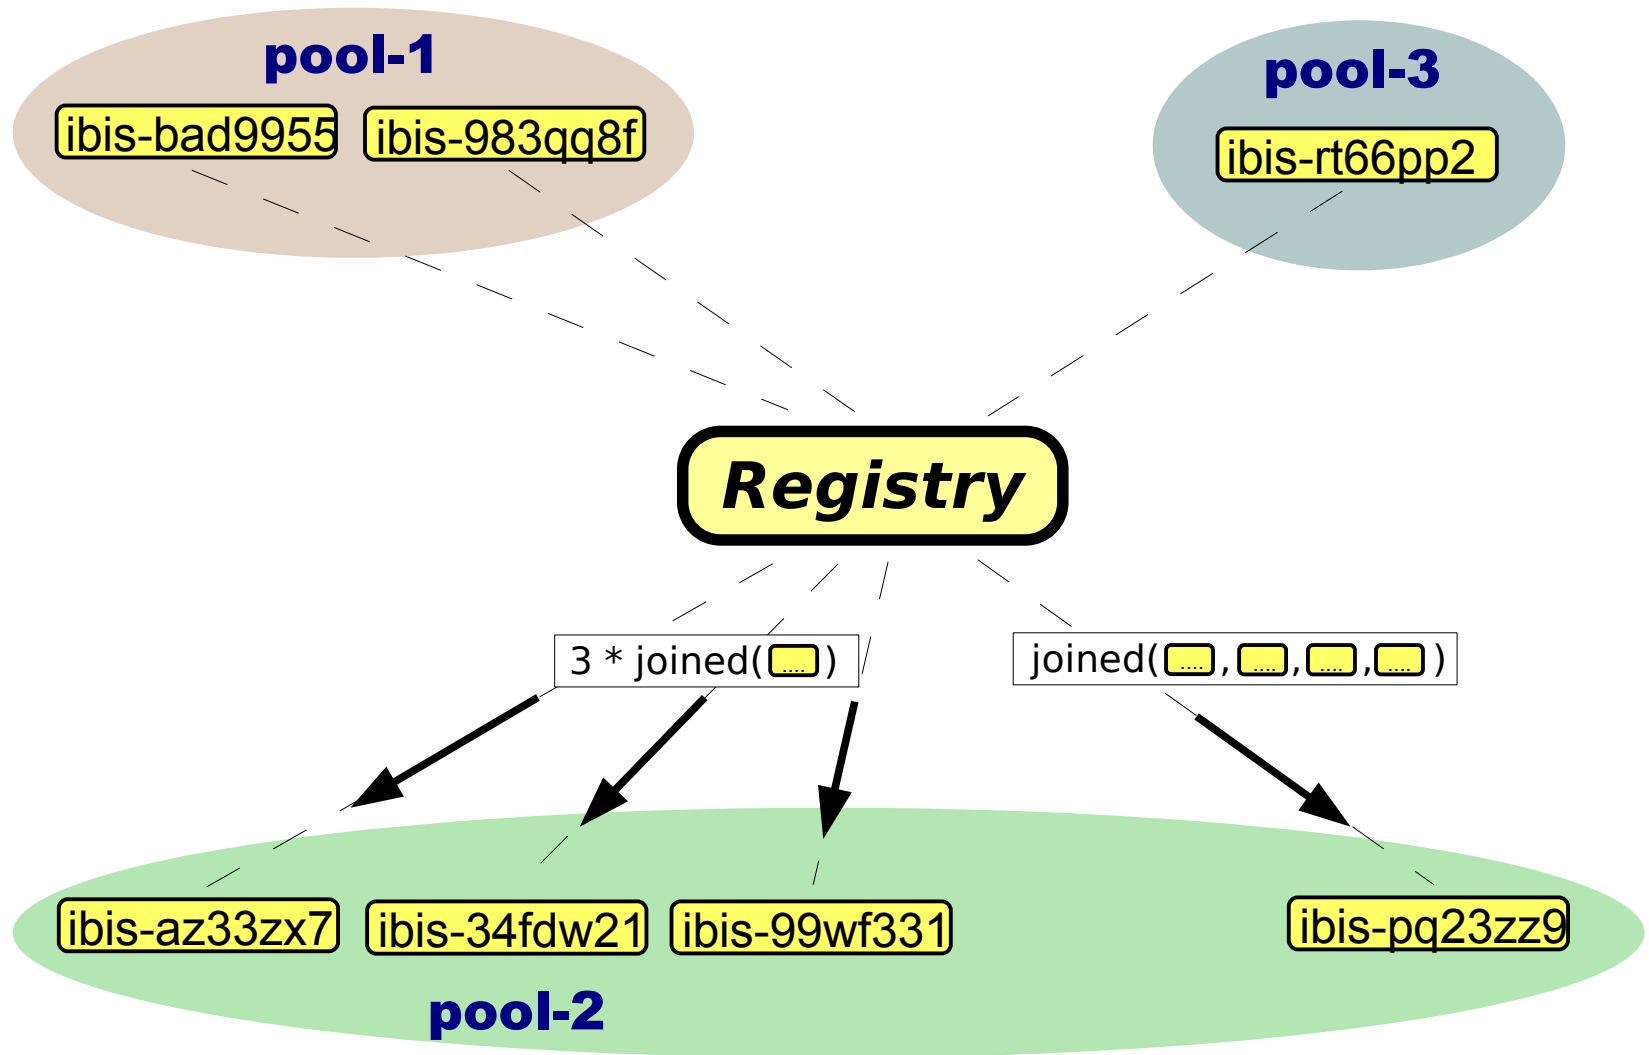 pool-1
pool-3
ibis-bad9955
ibis-983qq8f
ibis-rt66pp2
Registry
3 * joined(....)
joined(....,....,....,....)
ibis-az33zx7
ibis-34fdw21
ibis-99wf331
ibis-pq23zz9
pool-2